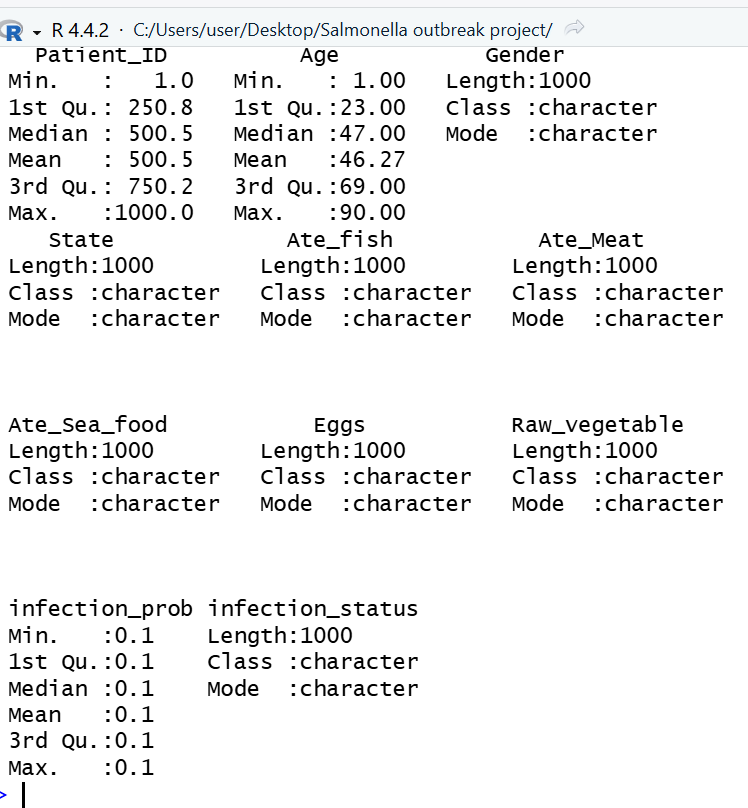 R 4.4.2 · C:/Users/user/Desktop/Salmonella outbreak project/
Patient_ID Age Gender
Min. : 1.0 Min. : 1.00 Length:1000
1st Qu.: 250.8 1st Qu.:23.00 Class :character
Median : 500.5 Median :47.00 Mode :character
Mean : 500.5 Mean :46.27
3rd Qu.: 750.2 3rd Qu.:69.00
Max. :1000.0 Max. :90.00
State Ate_fish Ate_Meat
Length:1000 Length:1000 Length:1000
Class :character Class :character Class :character
Mode :character Mode :character Mode :character
Ate_Sea_food Eggs Raw_vegetable
Length:1000 Length:1000 Length:1000
Class :character Class :character Class :character
Mode :character Mode :character Mode :character
infection_prob infection_status
Min. :0.1 Length:1000
1st Qu.:0.1 Class :character
Median :0.1 Mode :character
Mean :0.1
3rd Qu.:0.1
Max. :0.1
>